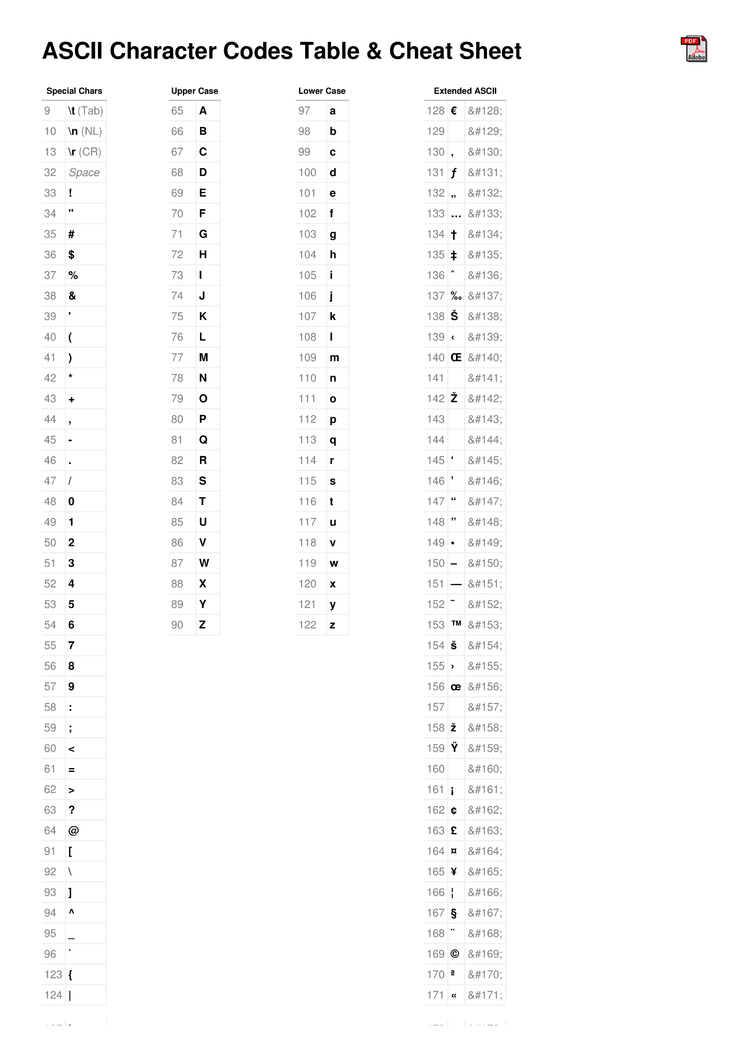 ASCII Character Codes Table & Cheat Sheet
PDF
Adobe
Special Chars Upper Case Lower Case Extended ASCII
9 \t (Tab) 65 A 97 a 128 € &#128;
10 \n (NL) 66 B 98 b 129 &#129;
13 \r (CR) 67 C 99 c 130 ‚ &#130;
32 Space 68 D 100 d 131 ƒ &#131;
33 ! 69 E 101 e 132 „ &#132;
34 " 70 F 102 f 133 … &#133;
35 # 71 G 103 g 134 † &#134;
36 $ 72 H 104 h 135 ‡ &#135;
37 % 73 I 105 i 136 ˆ &#136;
38 & 74 J 106 j 137 ‰ &#137;
39 ' 75 K 107 k 138 Š &#138;
40 ( 76 L 108 l 139 ‹ &#139;
41 ) 77 M 109 m 140 Œ &#140;
42 * 78 N 110 n 141 &#141;
43 + 79 O 111 o 142 Ž &#142;
44 , 80 P 112 p 143 &#143;
45 - 81 Q 113 q 144 &#144;
46 . 82 R 114 r 145 ‘ &#145;
47 / 83 S 115 s 146 ’ &#146;
48 0 84 T 116 t 147 “ &#147;
49 1 85 U 117 u 148 ” &#148;
50 2 86 V 118 v 149 • &#149;
51 3 87 W 119 w 150 – &#150;
52 4 88 X 120 x 151 — &#151;
53 5 89 Y 121 y 152 ˜ &#152;
54 6 90 Z 122 z 153 ™ &#153;
55 7 154 š &#154;
56 8 155 › &#155;
57 9 156 œ &#156;
58 : 157 &#157;
59 ; 158 ž &#158;
60 < 159 Ÿ &#159;
61 = 160 &#160;
62 > 161 ¡ &#161;
63 ? 162 ¢ &#162;
64 @ 163 £ &#163;
91 [ 164 ¤ &#164;
92 \ 165 ¥ &#165;
93 ] 166 ¦ &#166;
94 ^ 167 § &#167;
95 _ 168 ¨ &#168;
96 ` 169 © &#169;
123 { 170 ª &#170;
124 | 171 « &#171;